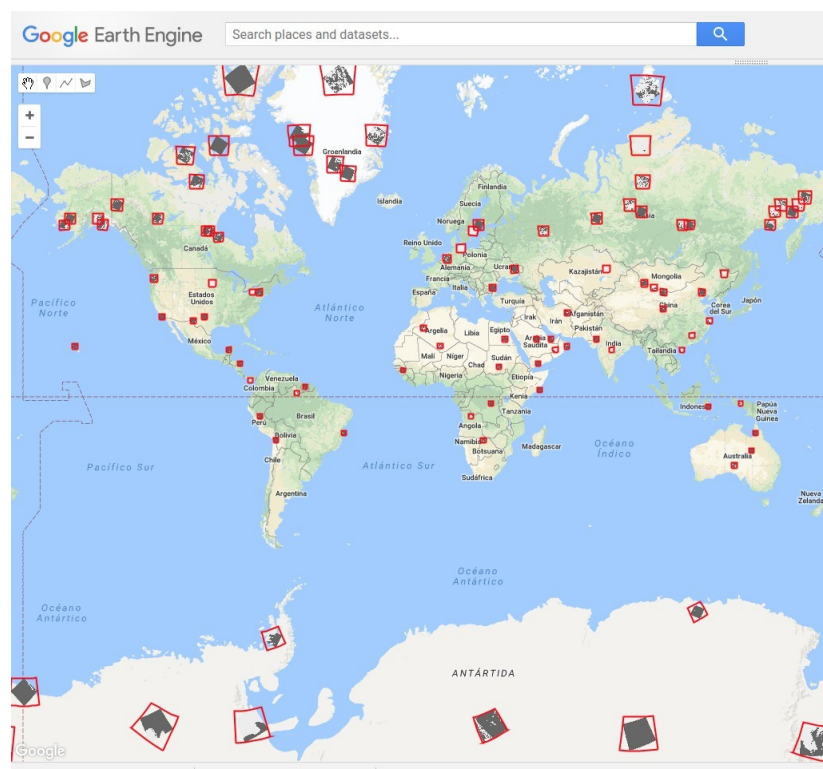 Google Earth Engine
Search places and datasets...
Groenlandia
Islandia
Finlandia
Suecia
Noruega
Canadá
Reino Unido
Polonia
Alemania
Ucra
Kazajistán
Mongolia
Francia
Estados
Unidos
Italia
España
Turquía
China
Corea
del Sur
Japón
Pacífico
Norte
Atlántico
Norte
Irak
Irán
Afganistán
Pakistán
México
Argelia
Libia
Egipto
Arabia
Saudita
India
Tailandia
Mali
Níger
Chad
Sudán
Nigeria
Etiopía
Venezuela
Colombia
Kenia
Indones
Papúa
Nueva
Guinea
Perú
Brasil
Tanzania
Angola
Bolivia
Namibia
Botsuana
Madagascar
Océano
Índico
Australia
Chile
Pacífico Sur
Atlántico Sur
Sudáfrica
Argentina
Nueva
Zelanda
Océano
Antártico
Océano
Antártico
ANTÁRTIDA
Google